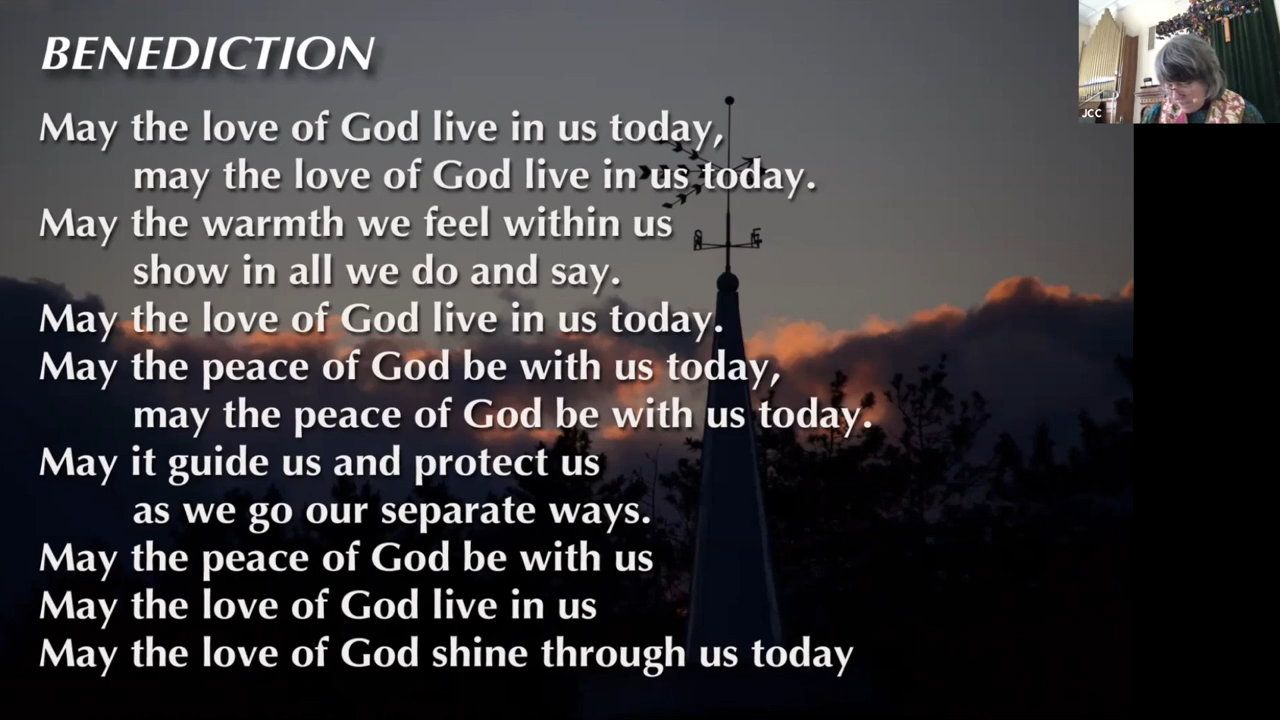 BENEDICTION
May the love of God live in us today,
may the love of God live in us today.
May the warmth we feel within us
show in all we do and say.
May the love of God live in us today.
May the peace of God be with us today,
may the peace of God be with us today.
May it guide us and protect us
as we go our separate ways.
May the peace of God be with us
May the love of God live in us
May the love of God shine through us today
JCC